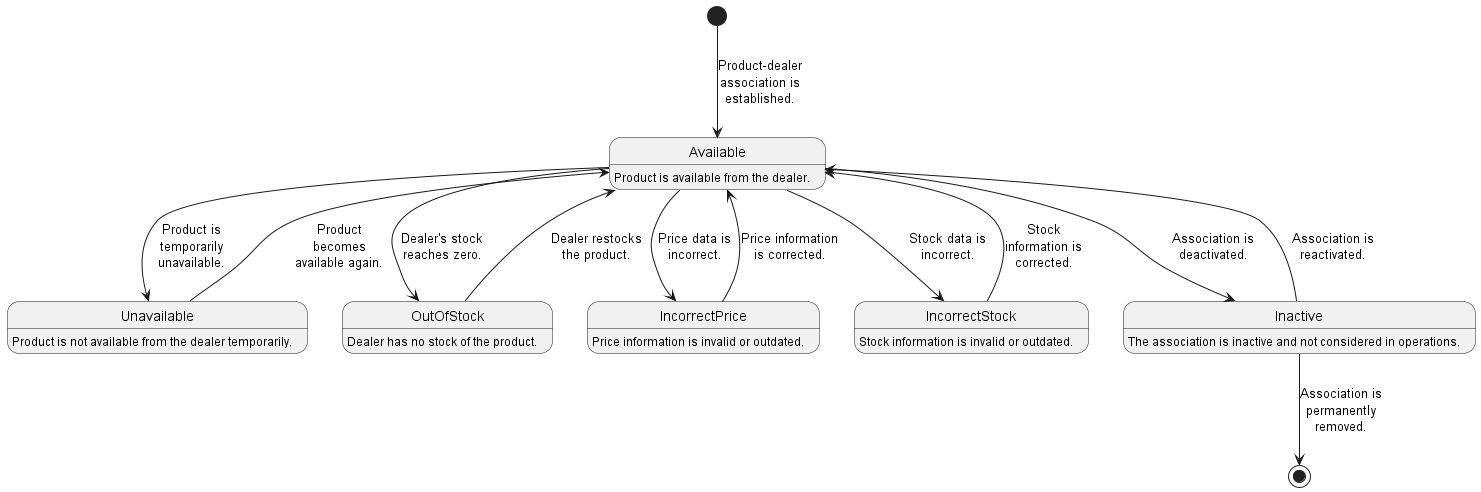 Product-dealer
association is
established.
Available
Product is available from the dealer.
Product is
temporarily
unavailable.
Product
becomes
available again.
Dealer's stock
reaches zero.
Dealer restocks
the product.
Price data is
incorrect.
Price information
is corrected.
Stock data is
incorrect.
Stock
information is
corrected.
Association is
deactivated.
Association is
reactivated.
Unavailable
Product is not available from the dealer temporarily.
OutOfStock
Dealer has no stock of the product.
IncorrectPrice
Price information is invalid or outdated.
IncorrectStock
Stock information is invalid or outdated.
Inactive
The association is inactive and not considered in operations.
Association is
permanently
removed.